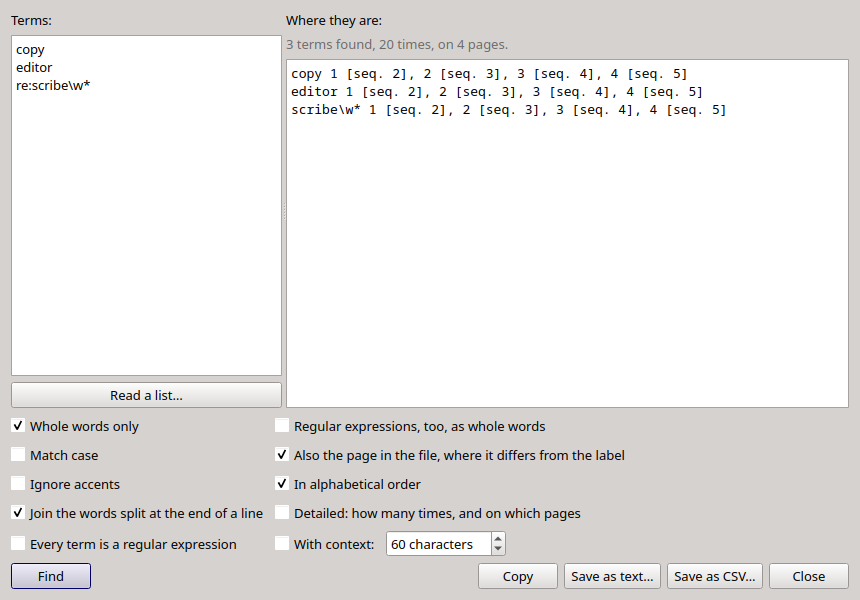 Terms:
copy
editor
re:scribe\w*
Read a list...
Where they are:
3 terms found, 20 times, on 4 pages.
copy 1 [seq. 2], 2 [seq. 3], 3 [seq. 4], 4 [seq. 5]
editor 1 [seq. 2], 2 [seq. 3], 3 [seq. 4], 4 [seq. 5]
scribe\w* 1 [seq. 2], 2 [seq. 3], 3 [seq. 4], 4 [seq. 5]
Whole words only
Regular expressions, too, as whole words
Match case
Also the page in the file, where it differs from the label
Ignore accents
In alphabetical order
Join the words split at the end of a line
Detailed: how many times, and on which pages
Every term is a regular expression
With context: 60 characters
Find
Copy
Save as text...
Save as CSV...
Close